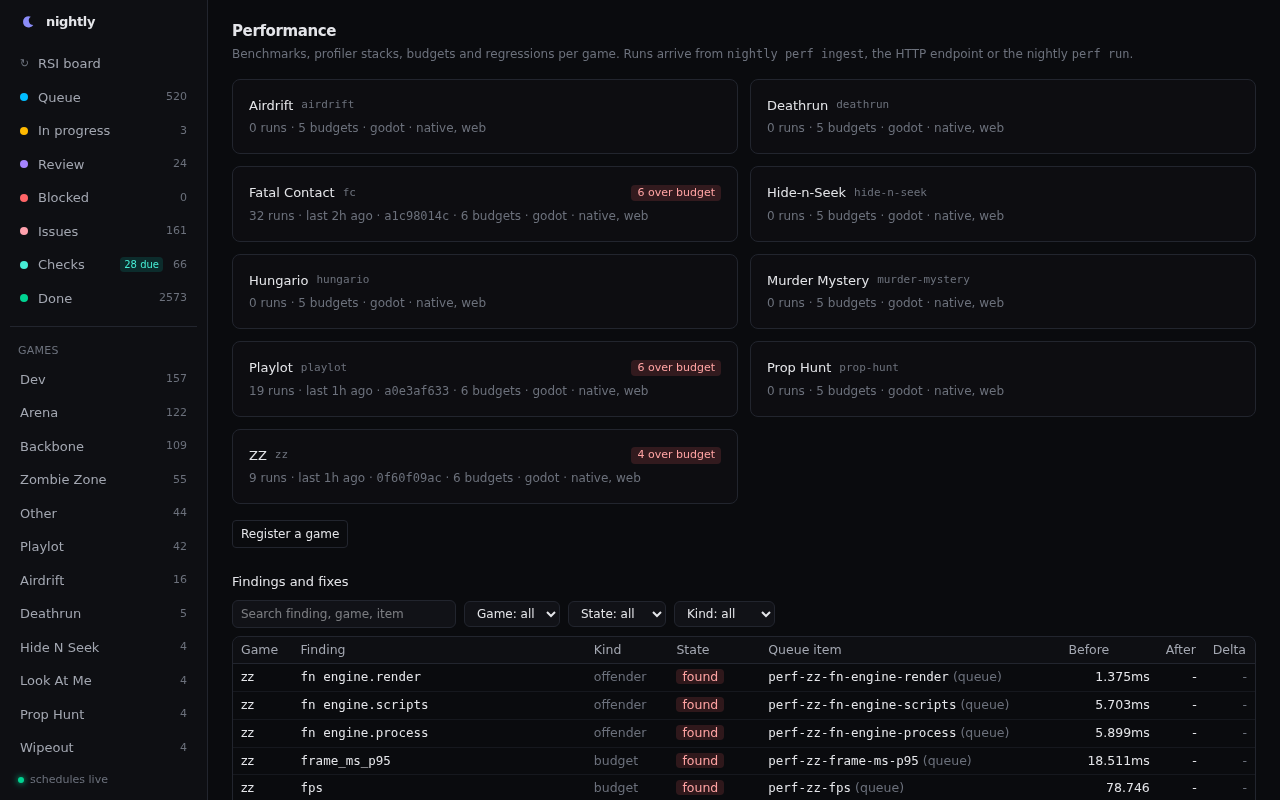 nightly
↻ RSI board
Queue 520
In progress 3
Review 24
Blocked 0
Issues 161
Checks 28 due 66
Done 2573
GAMES
Dev 157
Arena 122
Backbone 109
Zombie Zone 55
Other 44
Playlot 42
Airdrift 16
Deathrun 5
Hide N Seek 4
Look At Me 4
Prop Hunt 4
Wipeout 4
schedules live
Performance
Benchmarks, profiler stacks, budgets and regressions per game. Runs arrive from nightly perf ingest, the HTTP endpoint or the nightly perf run.
Airdrift airdrift
0 runs · 5 budgets · godot · native, web
Deathrun deathrun
0 runs · 5 budgets · godot · native, web
Fatal Contact fc 6 over budget
32 runs · last 2h ago · a1c98014c · 6 budgets · godot · native, web
Hide-n-Seek hide-n-seek
0 runs · 5 budgets · godot · native, web
Hungario hungario
0 runs · 5 budgets · godot · native, web
Murder Mystery murder-mystery
0 runs · 5 budgets · godot · native, web
Playlot playlot 6 over budget
19 runs · last 1h ago · a0e3af633 · 6 budgets · godot · native, web
Prop Hunt prop-hunt
0 runs · 5 budgets · godot · native, web
ZZ zz 4 over budget
9 runs · last 1h ago · 0f60f09ac · 6 budgets · godot · native, web
Register a game
Findings and fixes
Search finding, game, item Game: all State: all Kind: all
Game Finding Kind State Queue item Before After Delta
zz fn engine.render offender found perf-zz-fn-engine-render (queue) 1.375ms - -
zz fn engine.scripts offender found perf-zz-fn-engine-scripts (queue) 5.703ms - -
zz fn engine.process offender found perf-zz-fn-engine-process (queue) 5.899ms - -
zz frame_ms_p95 budget found perf-zz-frame-ms-p95 (queue) 18.511ms - -
zz fps budget found perf-zz-fps (queue) 78.746 - -